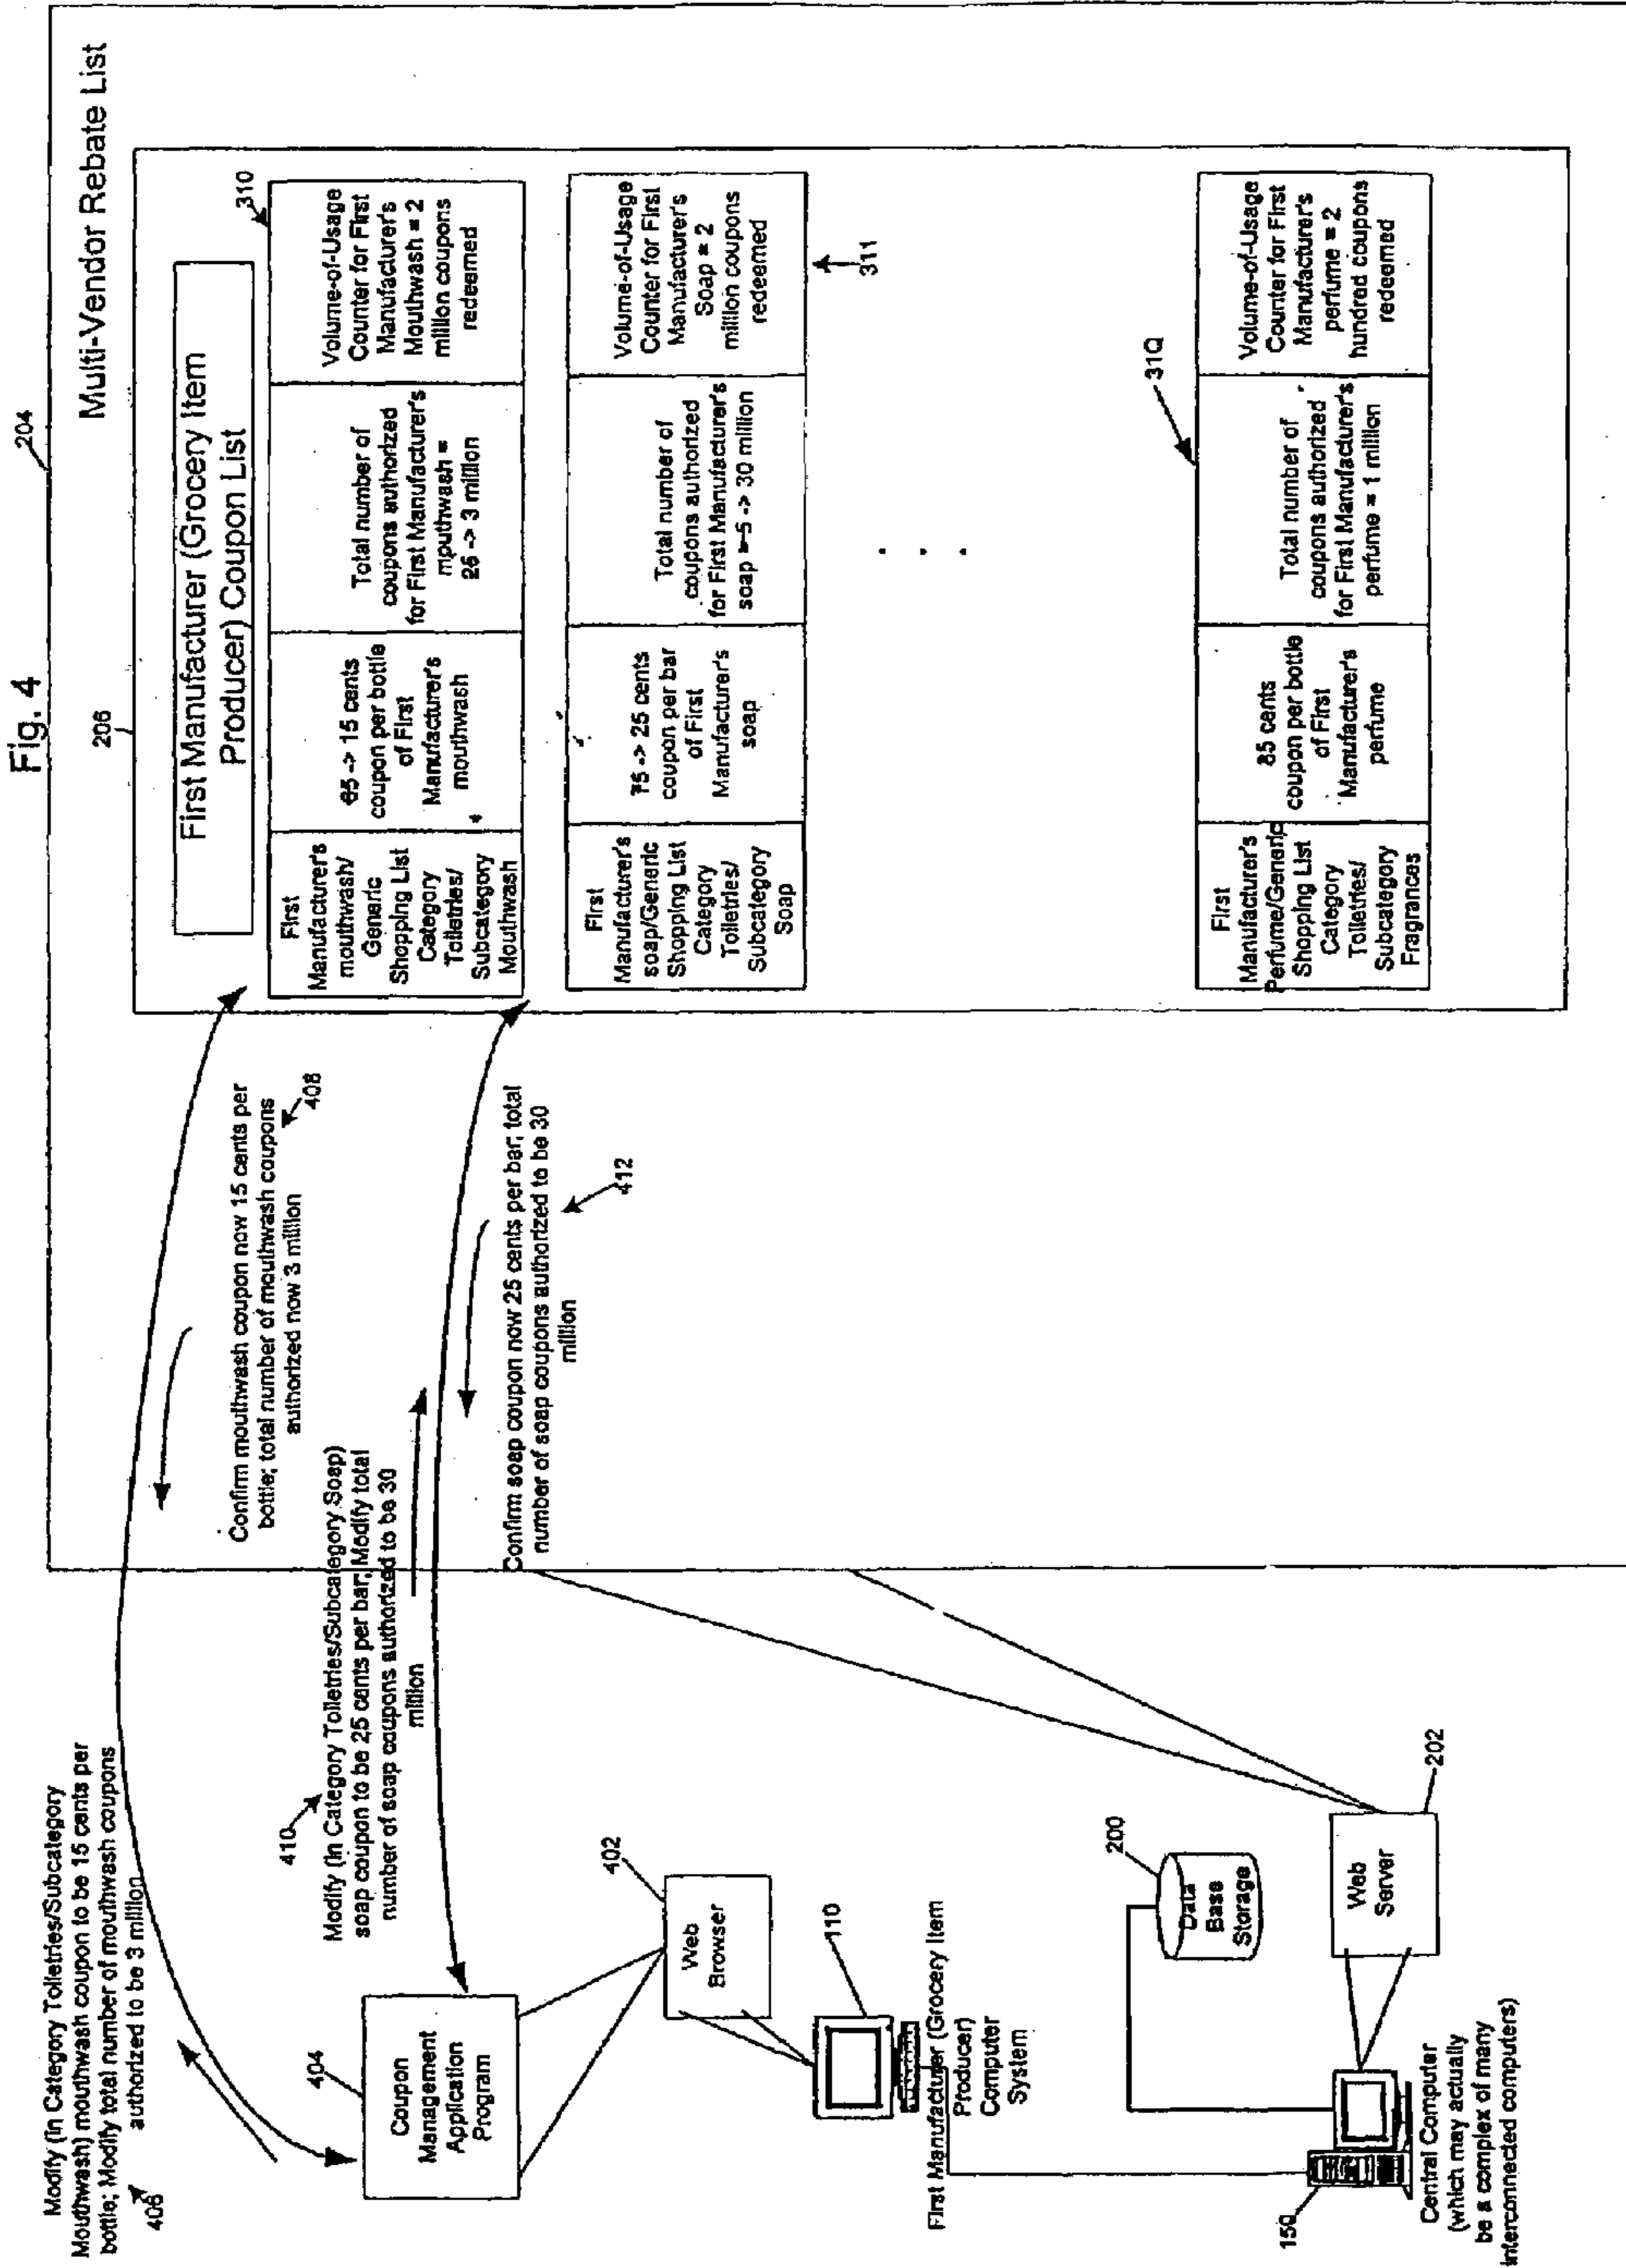 Fig. 4
204
Multi-Vendor Rebate List
206
First Manufacturer (Grocery Item
Producer) Coupon List
310
First
Manufacturer's
mouthwash/
Generic
Shopping List
Category
Toiletries/
Subcategory
Mouthwash
65 -> 15 cents
coupon per bottle
of First
Manufacturer's
mouthwash
Total number of
coupons authorized
for First Manufacturer's
mputhwash =
25 -> 3 million
Volume-of-Usage
Counter for First
Manufacturer's
Mouthwash = 2
million coupons
redeemed
First
Manufacturer's
soap/Generic
Shopping List
Category
Toiletries/
Subcategory
Soap
75 -> 25 cents
coupon per bar
of First
Manufacturer's
soap
Total number of
coupons authorized
for First Manufacturer's
soap = 5 -> 30 million
Volume-of-Usage
Counter for First
Manufacturer's
Soap = 2
million coupons
redeemed
311
. . .
31Q
First
Manufacturer's
Perfume/Generic
Shopping List
Category
Toiletries/
Subcategory
Fragrances
85 cents
coupon per bottle
of First
Manufacturer's
perfume
Total number of
coupons authorized
for First Manufacturer's
perfume = 1 million
Volume-of-Usage
Counter for First
Manufacturer's
perfume = 2
hundred coupons
redeemed
Modify (In Category Toiletries/Subcategory
Mouthwash) mouthwash coupon to be 15 cents per
bottle; Modify total number of mouthwash coupons
authorized to be 3 million
406
Confirm mouthwash coupon now 15 cents per
bottle; total number of mouthwash coupons
authorized now 3 million
408
410
Modify (In Category Toiletries/Subcategory Soap)
soap coupon to be 25 cents per bar; Modify total
number of soap coupons authorized to be 30
million
Confirm soap coupon now 25 cents per bar; total
number of soap coupons authorized to be 30
million
412
404
Coupon
Management
Application
Program
402
Web
Browser
110
First Manufacturer (Grocery Item
Producer)
Computer
System
200
Data
Base
Storage
202
Web
Server
150
Central Computer
(which may actually
be a complex of many
interconnected computers)